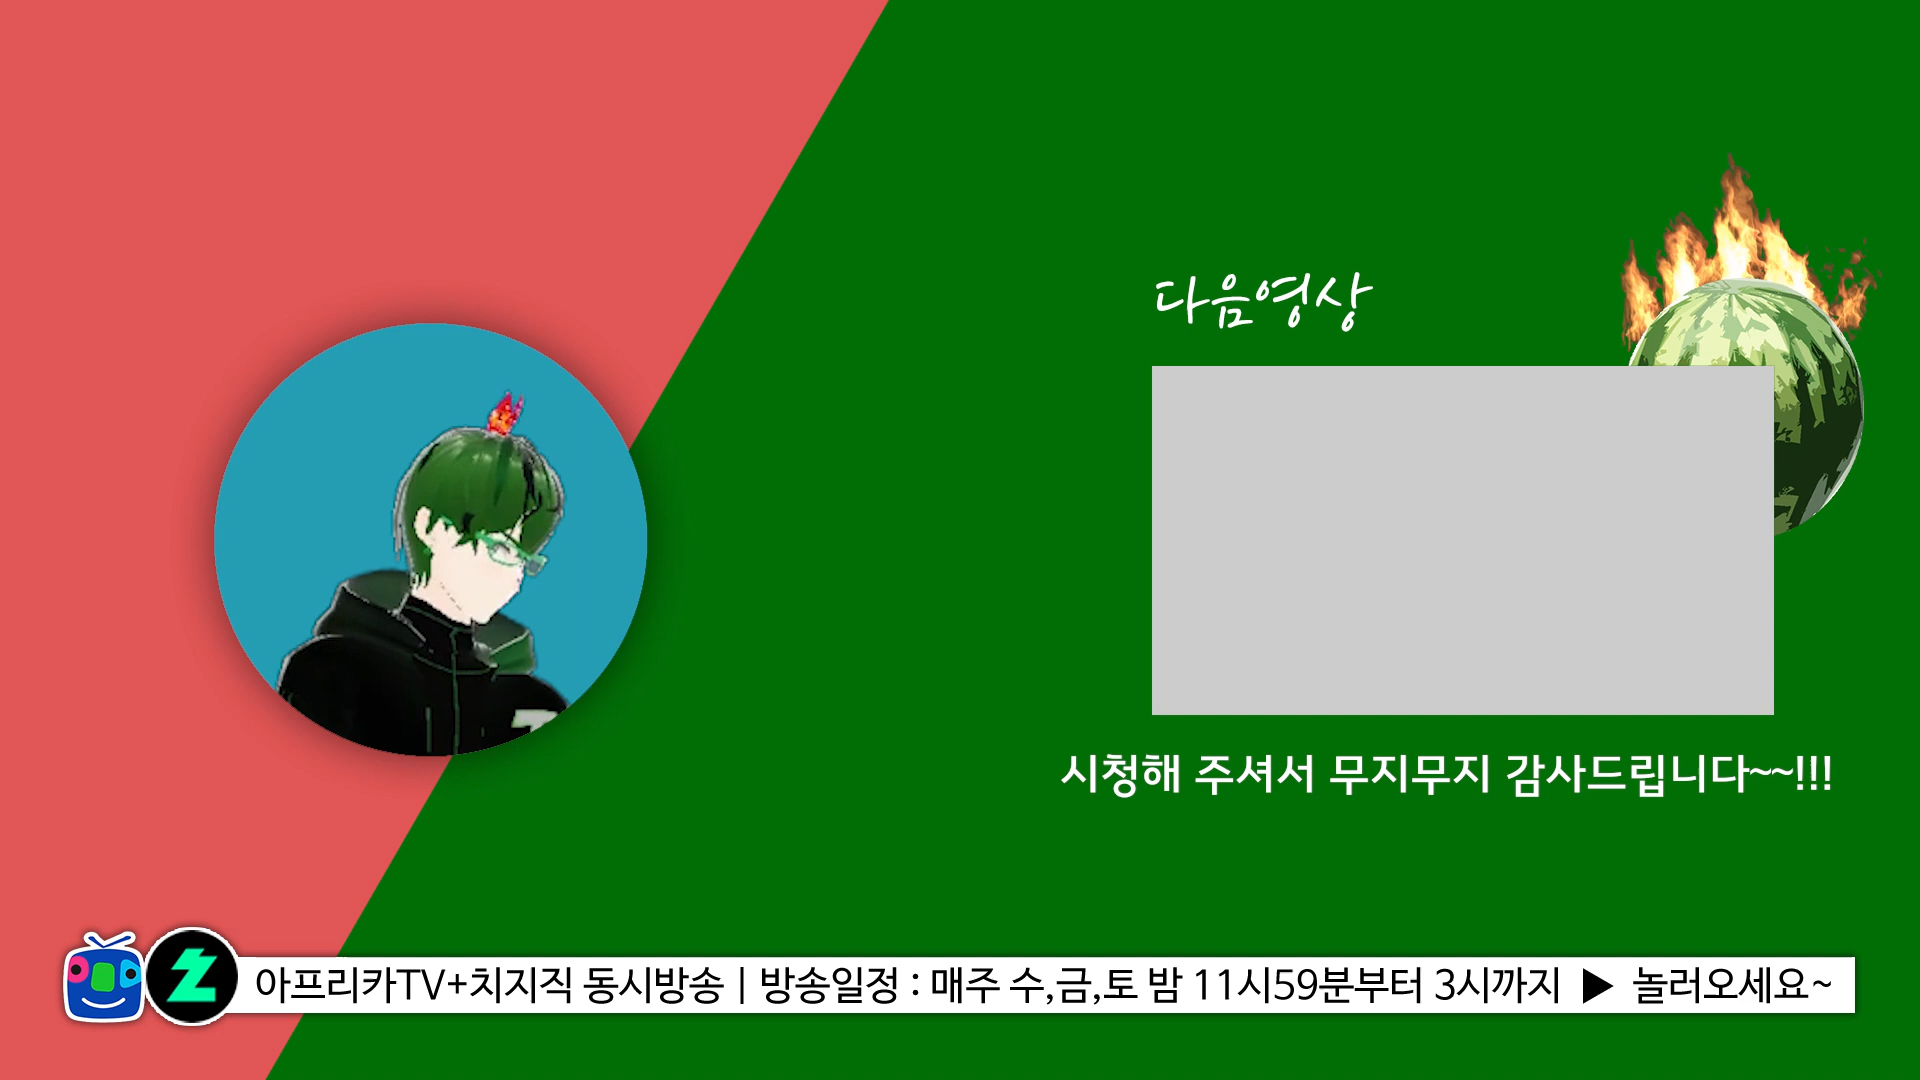 다음영상
시청해 주셔서 무지무지 감사드립니다~~!!!
아프리카TV+치지직 동시방송 | 방송일정 : 매주 수,금,토 밤 11시59분부터 3시까지 ▶ 놀러오세요~